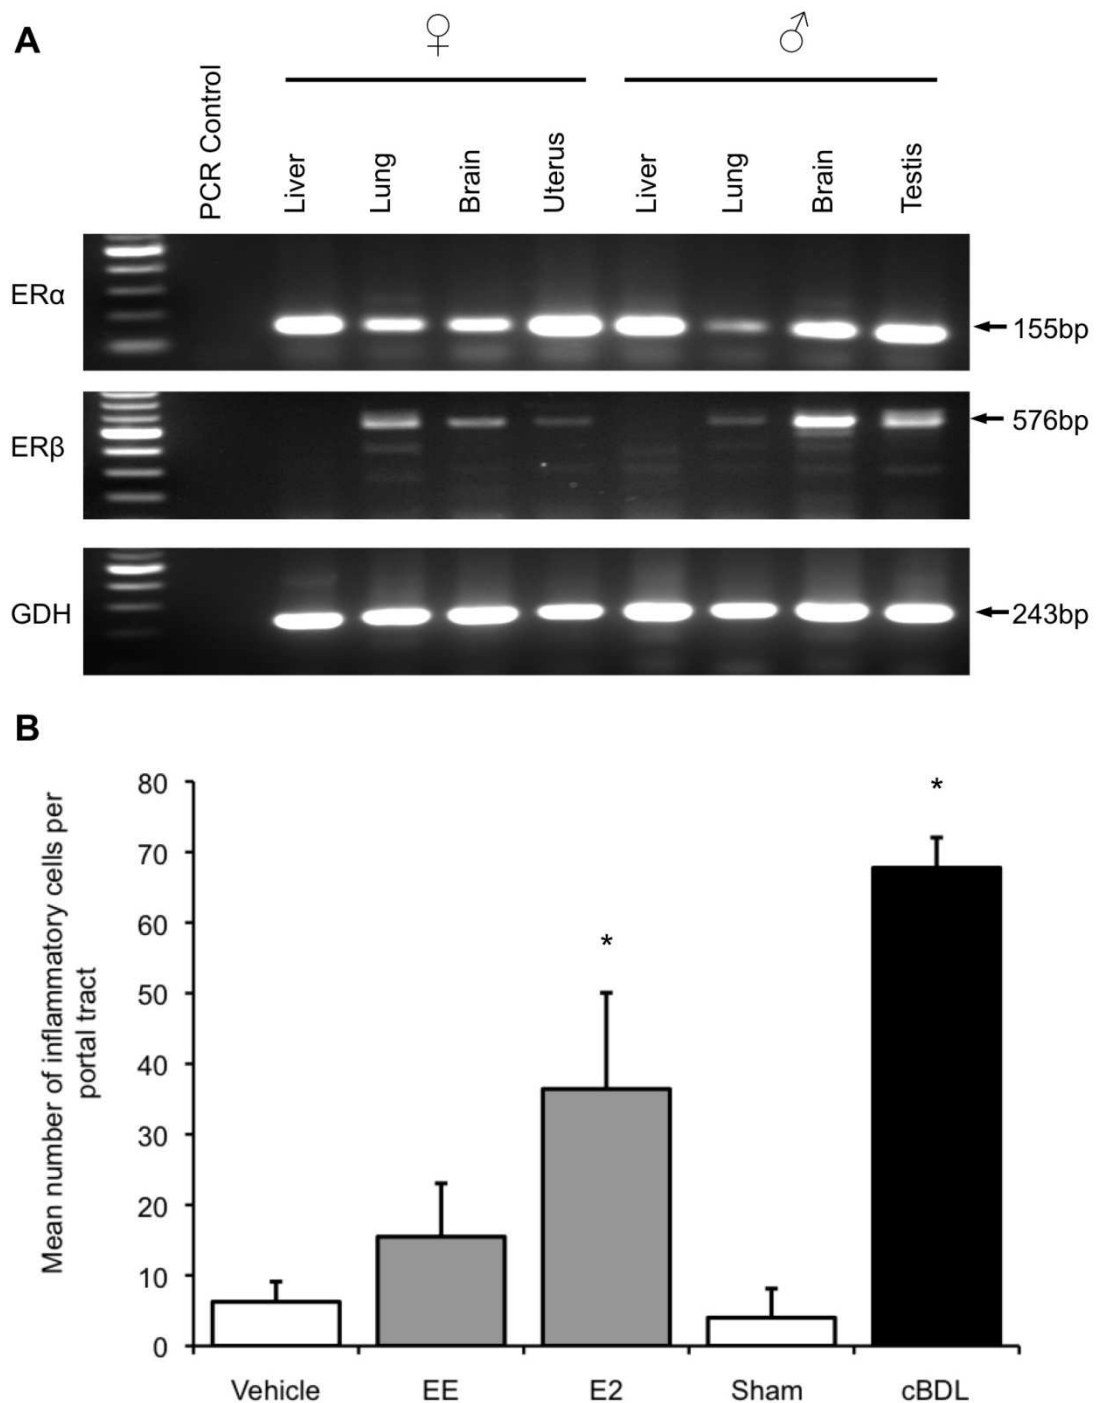 A
♀ ♂
PCR Control
Liver
Lung
Brain
Uterus
Liver
Lung
Brain
Testis
ERα
155bp
ERβ
576bp
GDH
243bp
B
Mean number of inflammatory cells per
portal tract
80
70
60
50
40
30
20
10
0
*
*
Vehicle EE E2 Sham cBDL